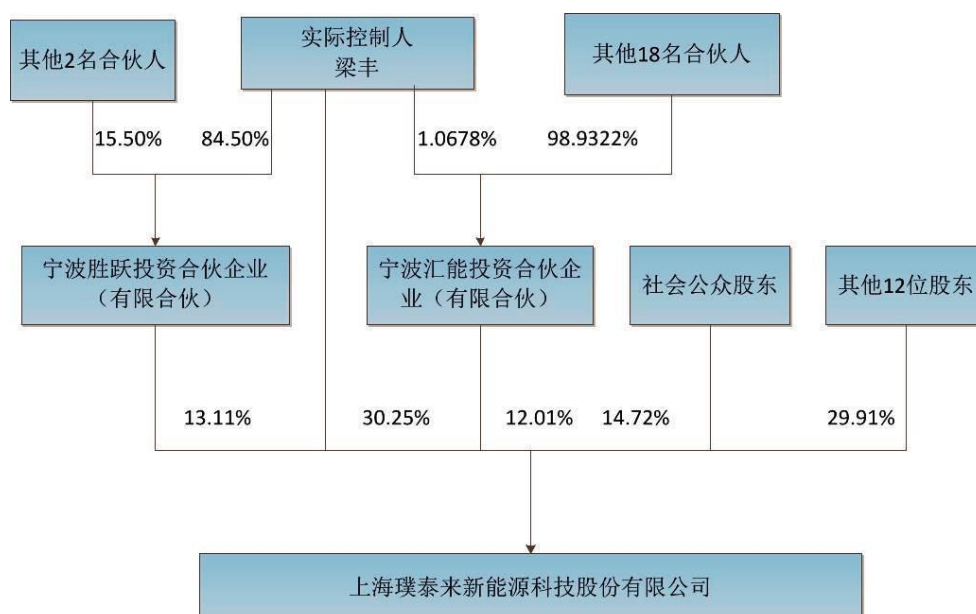 其他2名合伙人
实际控制人
梁丰
其他18名合伙人
15.50%
84.50%
1.0678%
98.9322%
宁波胜跃投资合伙企业
（有限合伙）
宁波汇能投资合伙企
业（有限合伙）
社会公众股东
其他12位股东
13.11%
30.25%
12.01%
14.72%
29.91%
上海璞泰来新能源科技股份有限公司